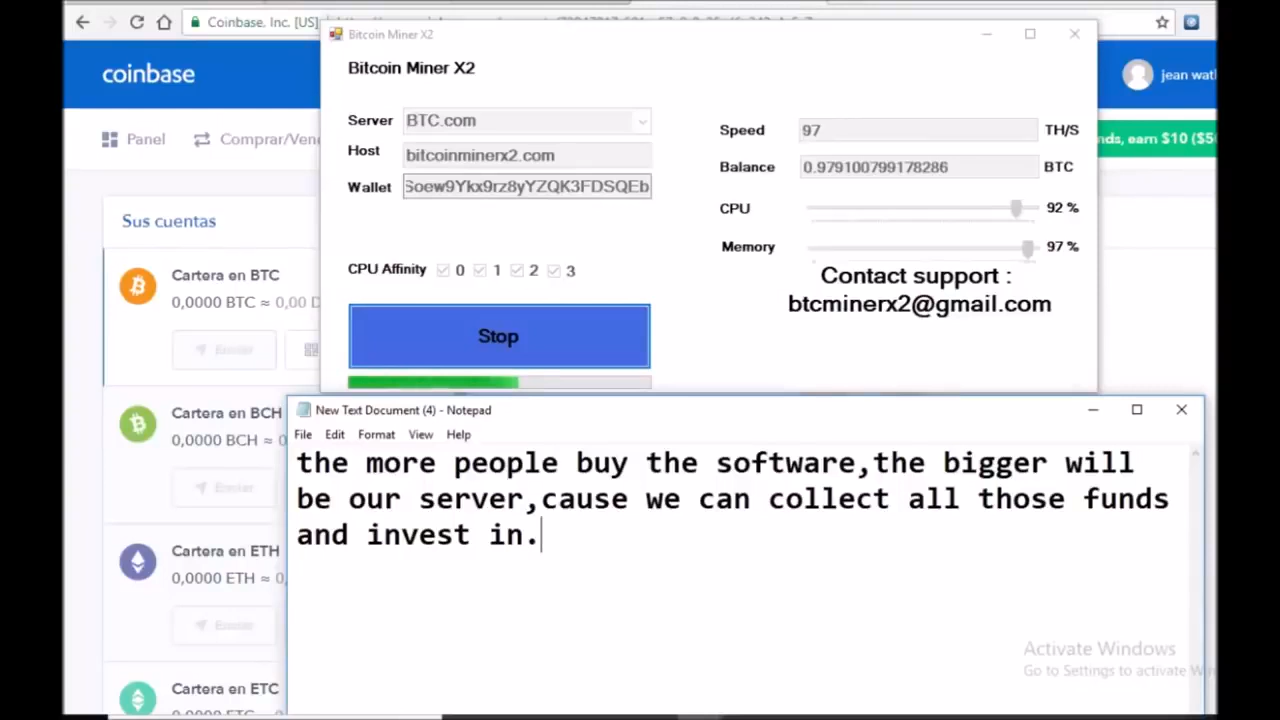 Coinbase, Inc. [US]
Bitcoin Miner X2
coinbase
Bitcoin Miner X2
jean wat
Server BTC.com
Speed 97 TH/S
Panel
Comprar/Ven
nds, earn $10 ($5
Host bitcoinminerx2.com
Balance 0.979100799178286 BTC
Wallet Soew9Ykx9rz8yYZQK3FDSQEb
CPU 92 %
Sus cuentas
Memory 97 %
Cartera en BTC
CPU Affinity 0 1 2 3
Contact support :
btcminerx2@gmail.com
0,0000 BTC ≈ 0,00 D
Stop
Enviar
New Text Document (4) - Notepad
File Edit Format View Help
Cartera en BCH
0,0000 BCH ≈ 0
the more people buy the software,the bigger will
be our server,cause we can collect all those funds
and invest in.
Enviar
Cartera en ETH
0,0000 ETH ≈ 0,
Enviar
Activate Windows
Go to Settings to activate Win
Cartera en ETC